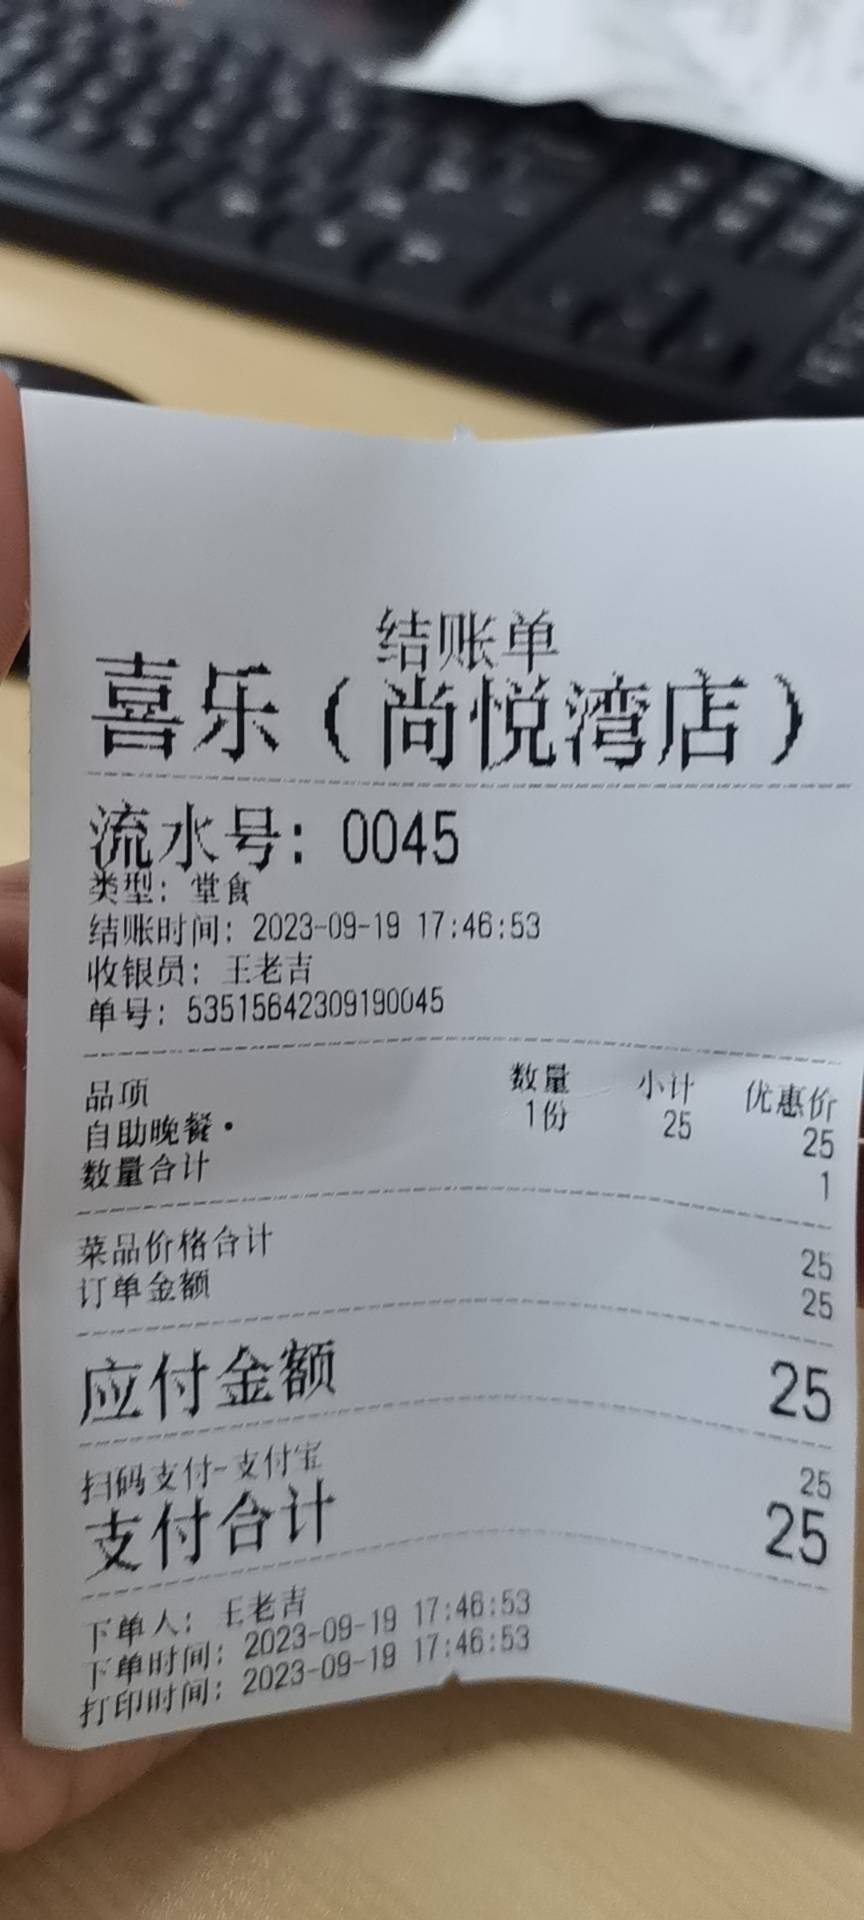 结账单
喜乐（尚悦湾店）
流水号：0045
类型：堂食
结账时间：2023-09-19 17:46:53
收银员：王老吉
单号：535156423091​90045
品项 数量 小计 优惠价
自助晚餐· 1份 25 25
数量合计 1
菜品价格合计 25
订单金额 25
应付金额 25
扫码支付-支付宝 25
支付合计 25
下单人：王老吉
下单时间：2023-09-19 17:46:53
打印时间：2023-09-19 17:46:53